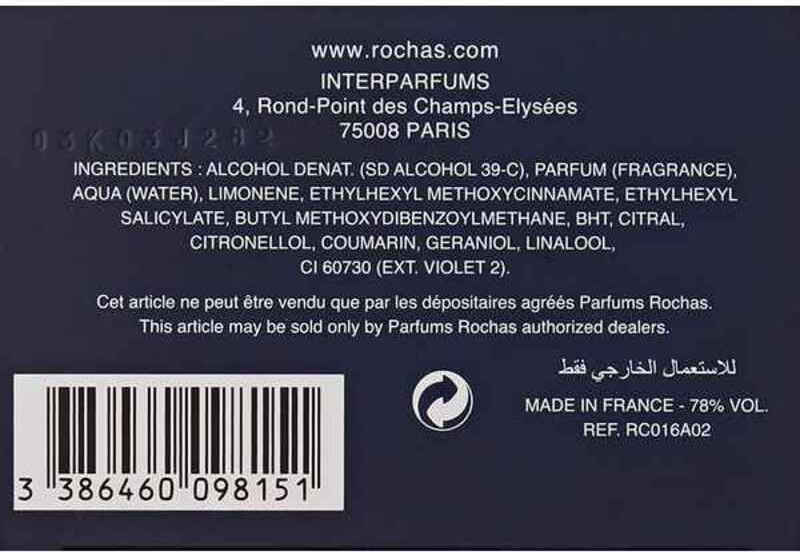 www.rochas.com
INTERPARFUMS
4, Rond-Point des Champs-Elysées
75008 PARIS
03K03J282
INGREDIENTS : ALCOHOL DENAT. (SD ALCOHOL 39-C), PARFUM (FRAGRANCE),
AQUA (WATER), LIMONENE, ETHYLHEXYL METHOXYCINNAMATE, ETHYLHEXYL
SALICYLATE, BUTYL METHOXYDIBENZOYLMETHANE, BHT, CITRAL,
CITRONELLOL, COUMARIN, GERANIOL, LINALOOL,
CI 60730 (EXT. VIOLET 2).
Cet article ne peut être vendu que par les dépositaires agréés Parfums Rochas.
This article may be sold only by Parfums Rochas authorized dealers.
للاستعمال الخارجي فقط
MADE IN FRANCE - 78% VOL.
REF. RC016A02
3 386460 098151